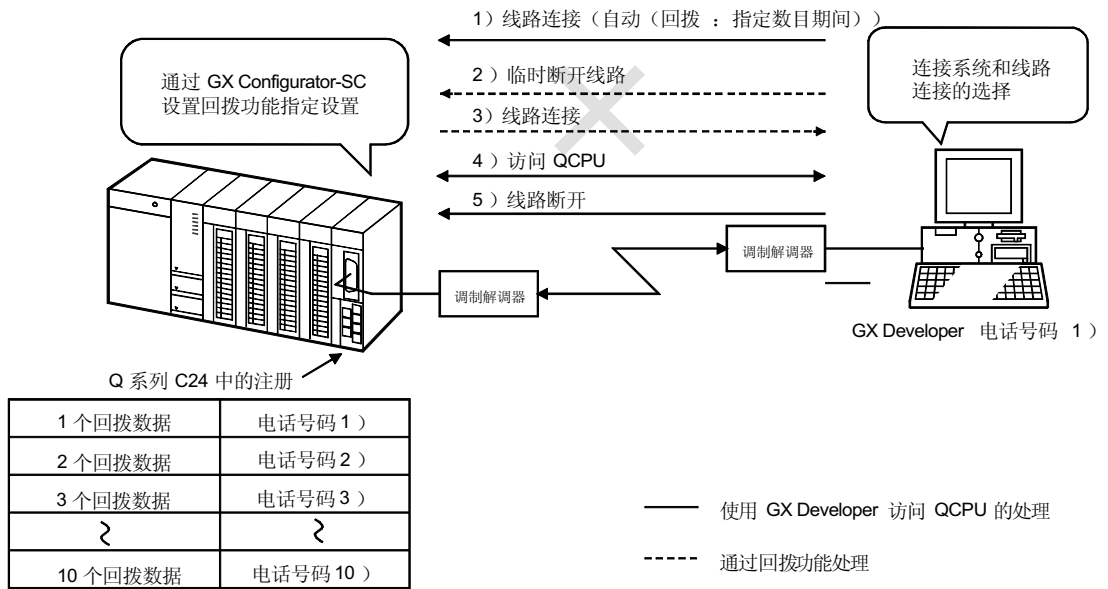 1）线路连接（自动（回拨 ：指定数目期间））
通过 GX Configurator-SC
设置回拨功能指定设置
2 ）临时断开线路
3）线路连接
4 ）访问 QCPU
5 ）线路断开
连接系统和线路
连接的选择
调制解调器
调制解调器
GX Developer 电话号码 1 ）
Q 系列 C24 中的注册
1 个回拨数据 电话号码 1 ）
2 个回拨数据 电话号码 2 ）
3 个回拨数据 电话号码 3 ）
10 个回拨数据 电话号码 10 ）
使用 GX Developer 访问 QCPU 的处理
通过回拨功能处理